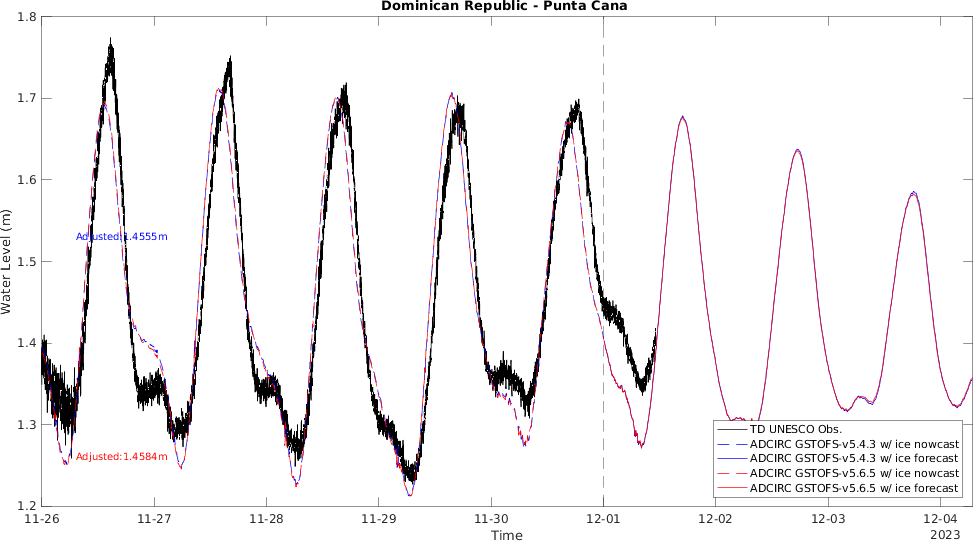 Dominican Republic - Punta Cana
1.8
1.7
1.6
1.5
1.4
1.3
1.2
Water Level (m)
Adjusted:1.4555m
Adjusted:1.4584m
TD UNESCO Obs.
ADCIRC GSTOFS-v5.4.3 w/ ice nowcast
ADCIRC GSTOFS-v5.4.3 w/ ice forecast
ADCIRC GSTOFS-v5.6.5 w/ ice nowcast
ADCIRC GSTOFS-v5.6.5 w/ ice forecast
11-26 11-27 11-28 11-29 11-30 12-01 12-02 12-03 12-04
Time
2023